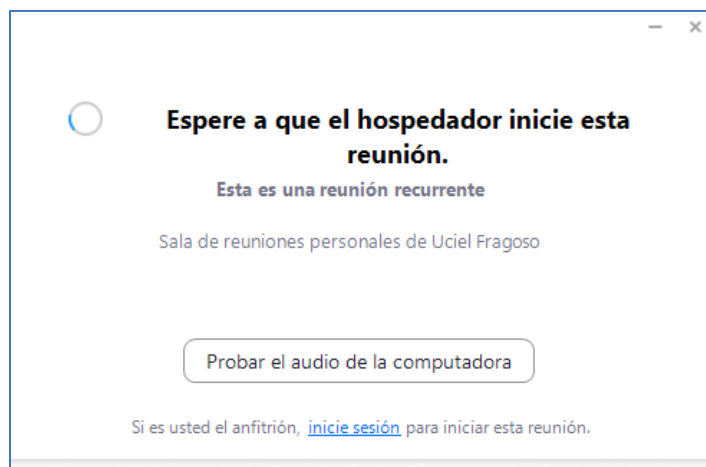 Espere a que el hospedador inicie esta
reunión.
Esta es una reunión recurrente
Sala de reuniones personales de Uciel Fragoso
Probar el audio de la computadora
Si es usted el anfitrión, inicie sesión para iniciar esta reunión.